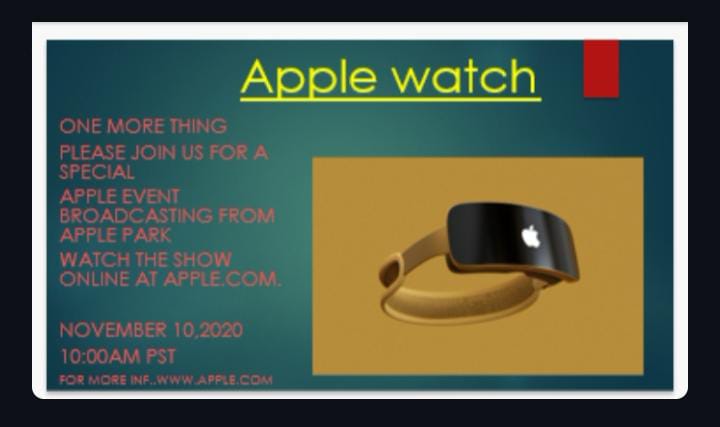 Apple watch
ONE MORE THING
PLEASE JOIN US FOR A
SPECIAL
APPLE EVENT
BROADCASTING FROM
APPLE PARK
WATCH THE SHOW
ONLINE AT APPLE.COM.
NOVEMBER 10,2020
10:00AM PST
FOR MORE INF..WWW.APPLE.COM